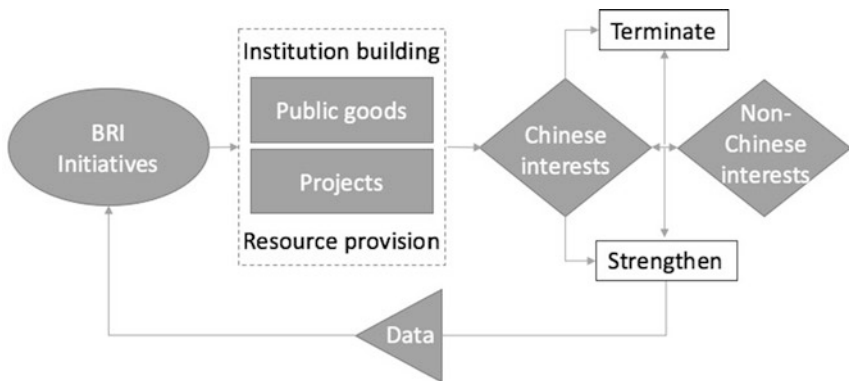 Institution building
Public goods
Projects
Resource provision
BRI
Initiatives
Chinese
interests
Terminate
Non-
Chinese
interests
Strengthen
Data